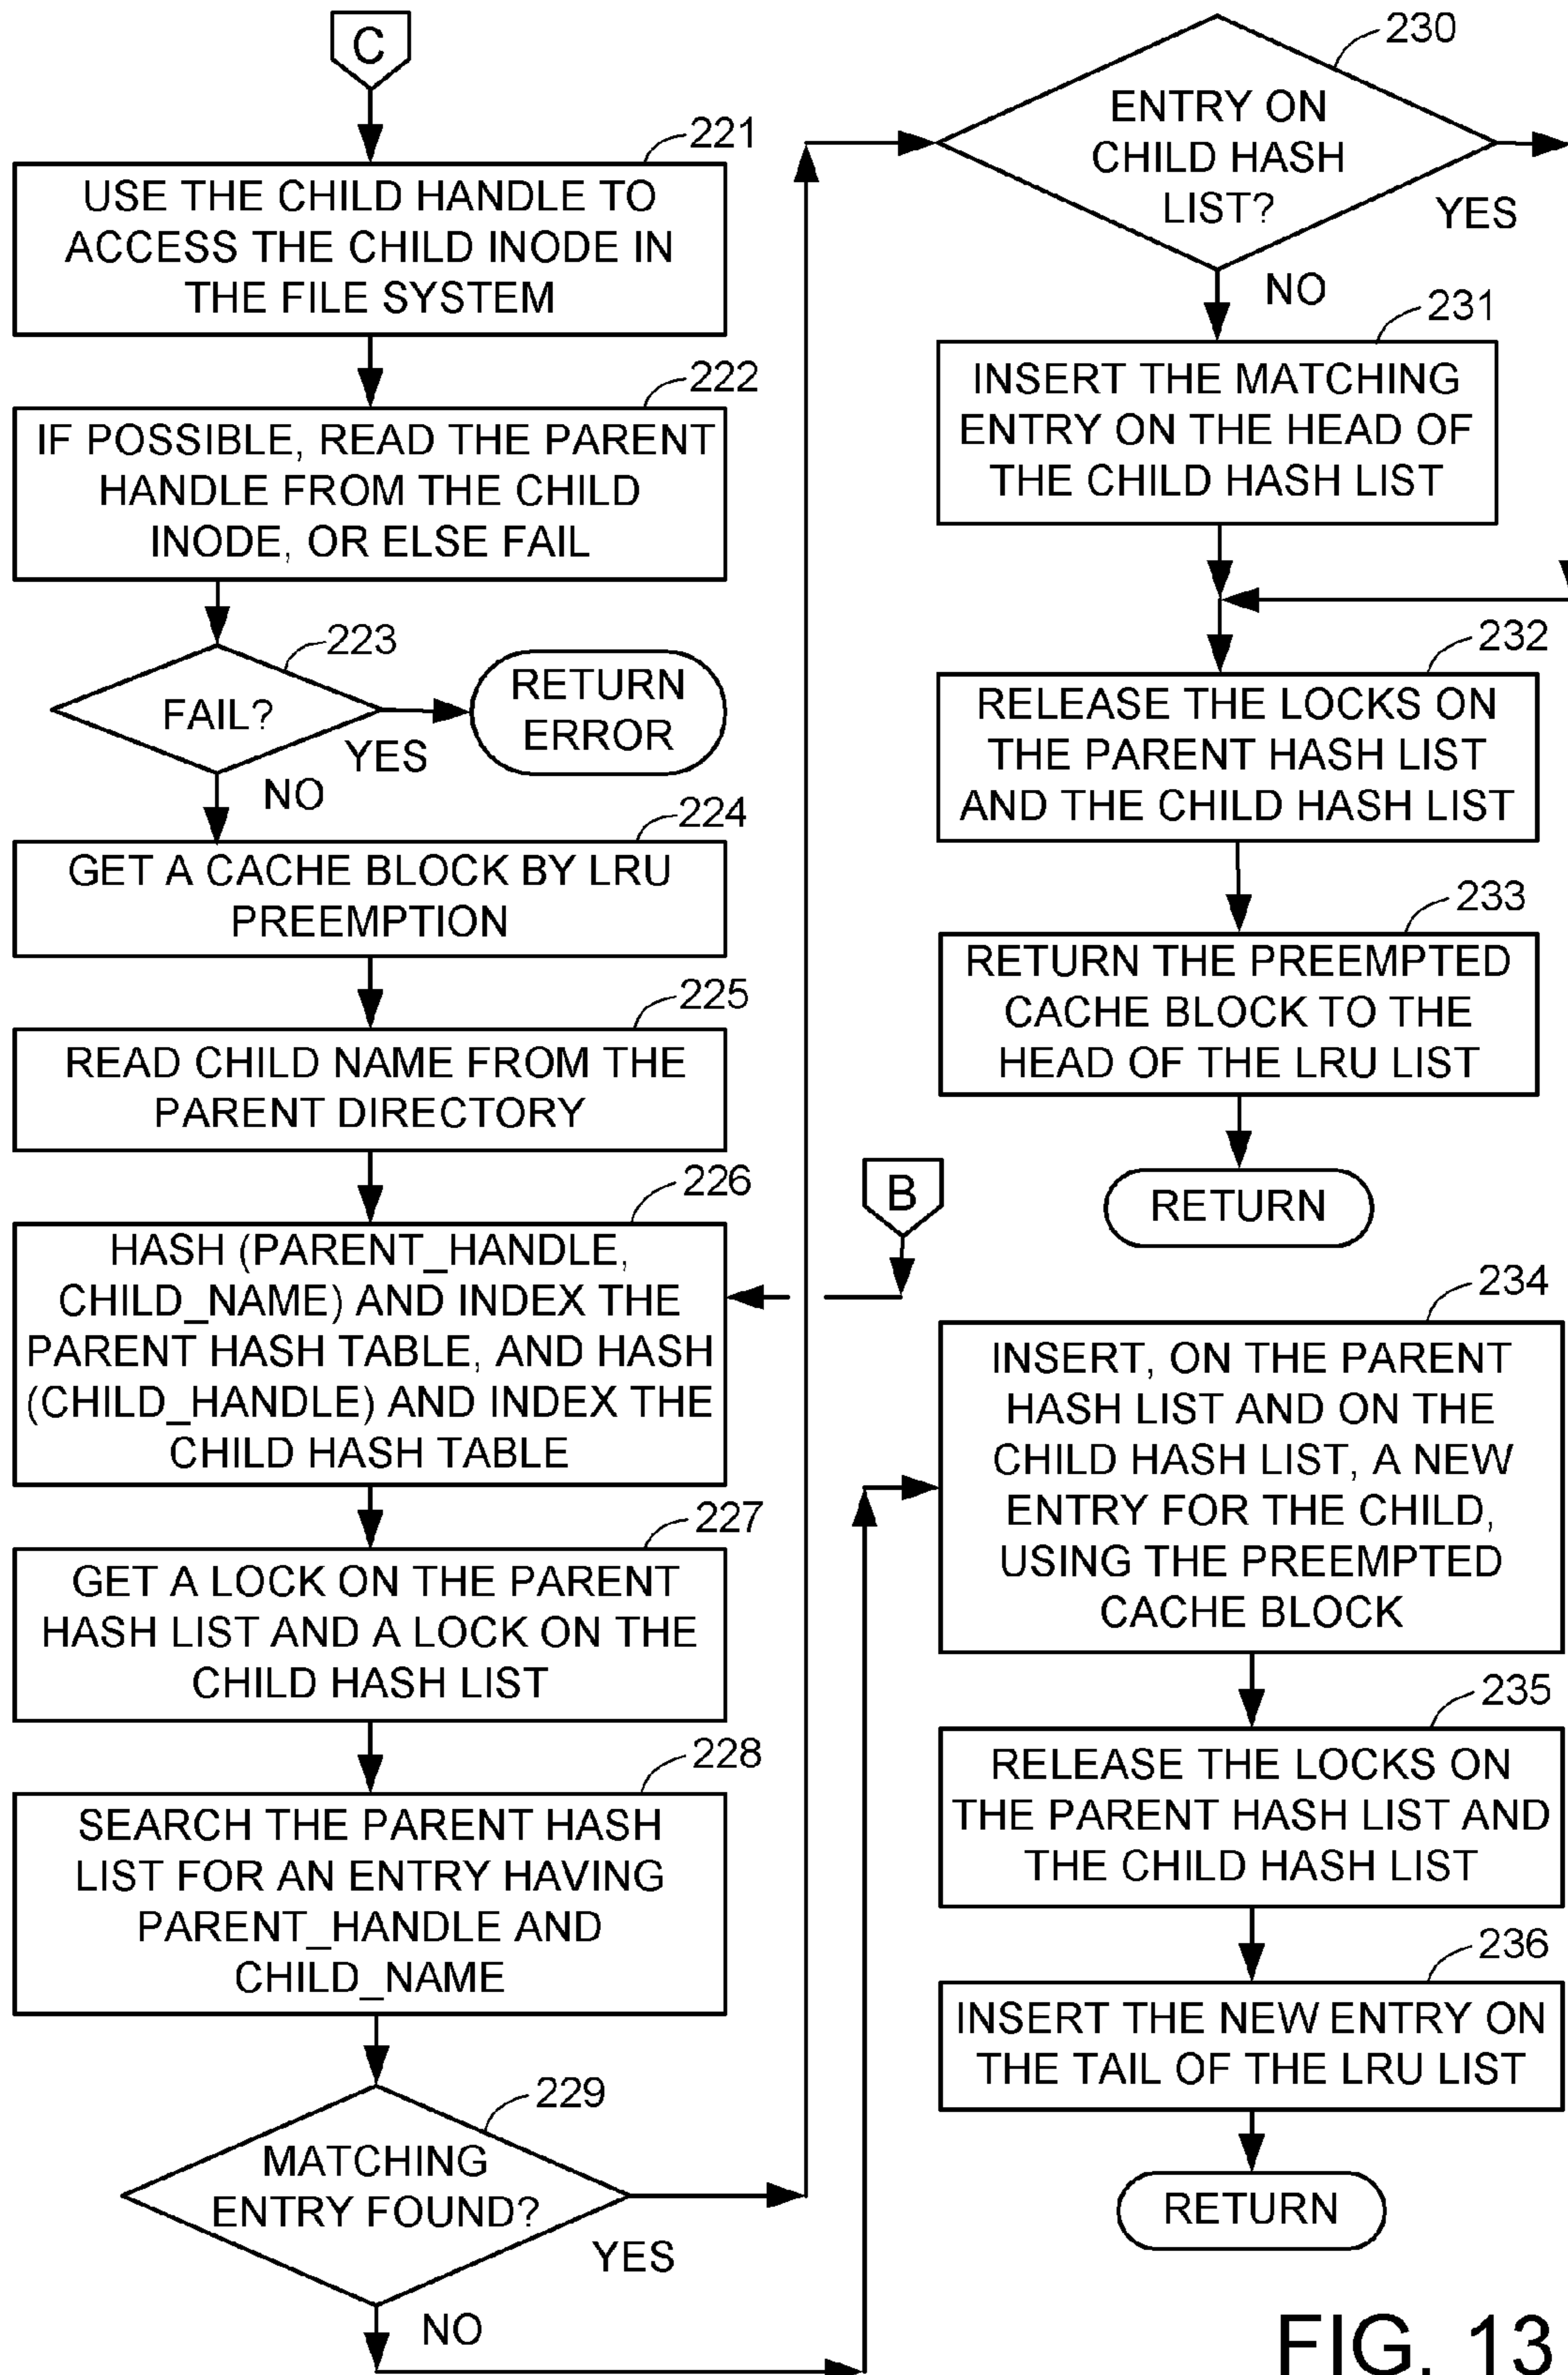 C
221
USE THE CHILD HANDLE TO
ACCESS THE CHILD INODE IN
THE FILE SYSTEM
222
IF POSSIBLE, READ THE PARENT
HANDLE FROM THE CHILD
INODE, OR ELSE FAIL
223
FAIL?
YES
RETURN
ERROR
NO
224
GET A CACHE BLOCK BY LRU
PREEMPTION
225
READ CHILD NAME FROM THE
PARENT DIRECTORY
226
HASH (PARENT_HANDLE,
CHILD_NAME) AND INDEX THE
PARENT HASH TABLE, AND HASH
(CHILD_HANDLE) AND INDEX THE
CHILD HASH TABLE
B
227
GET A LOCK ON THE PARENT
HASH LIST AND A LOCK ON THE
CHILD HASH LIST
228
SEARCH THE PARENT HASH
LIST FOR AN ENTRY HAVING
PARENT_HANDLE AND
CHILD_NAME
229
MATCHING
ENTRY FOUND?
YES
NO
230
ENTRY ON
CHILD HASH
LIST?
YES
NO
231
INSERT THE MATCHING
ENTRY ON THE HEAD OF
THE CHILD HASH LIST
232
RELEASE THE LOCKS ON
THE PARENT HASH LIST
AND THE CHILD HASH LIST
233
RETURN THE PREEMPTED
CACHE BLOCK TO THE
HEAD OF THE LRU LIST
RETURN
234
INSERT, ON THE PARENT
HASH LIST AND ON THE
CHILD HASH LIST, A NEW
ENTRY FOR THE CHILD,
USING THE PREEMPTED
CACHE BLOCK
235
RELEASE THE LOCKS ON
THE PARENT HASH LIST AND
THE CHILD HASH LIST
236
INSERT THE NEW ENTRY ON
THE TAIL OF THE LRU LIST
RETURN
FIG. 13